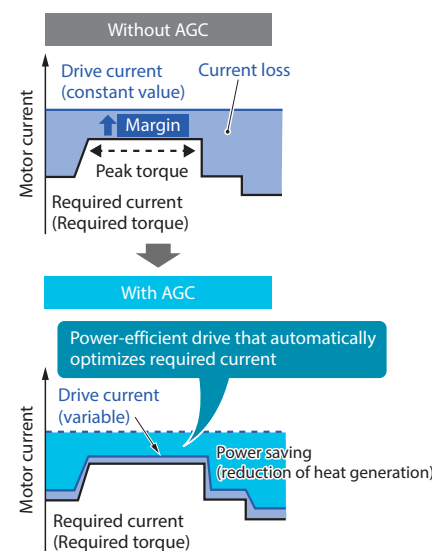 Without AGC
Drive current
(constant value)
Current loss
Margin
Peak torque
Required current
(Required torque)
Motor current
With AGC
Power-efficient drive that automatically
optimizes required current
Drive current
(variable)
Power saving
(reduction of heat generation)
Required current
(Required torque)
Motor current